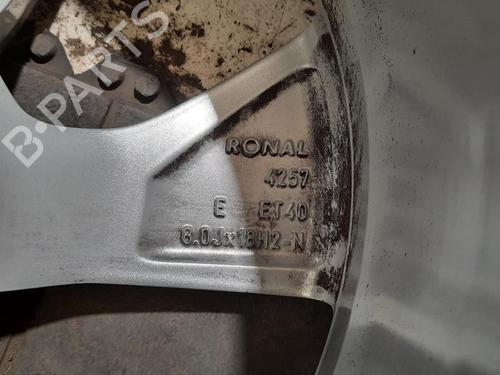 B-PARTS
RONAL
4257
E ET40
8.0Jx18H2-N